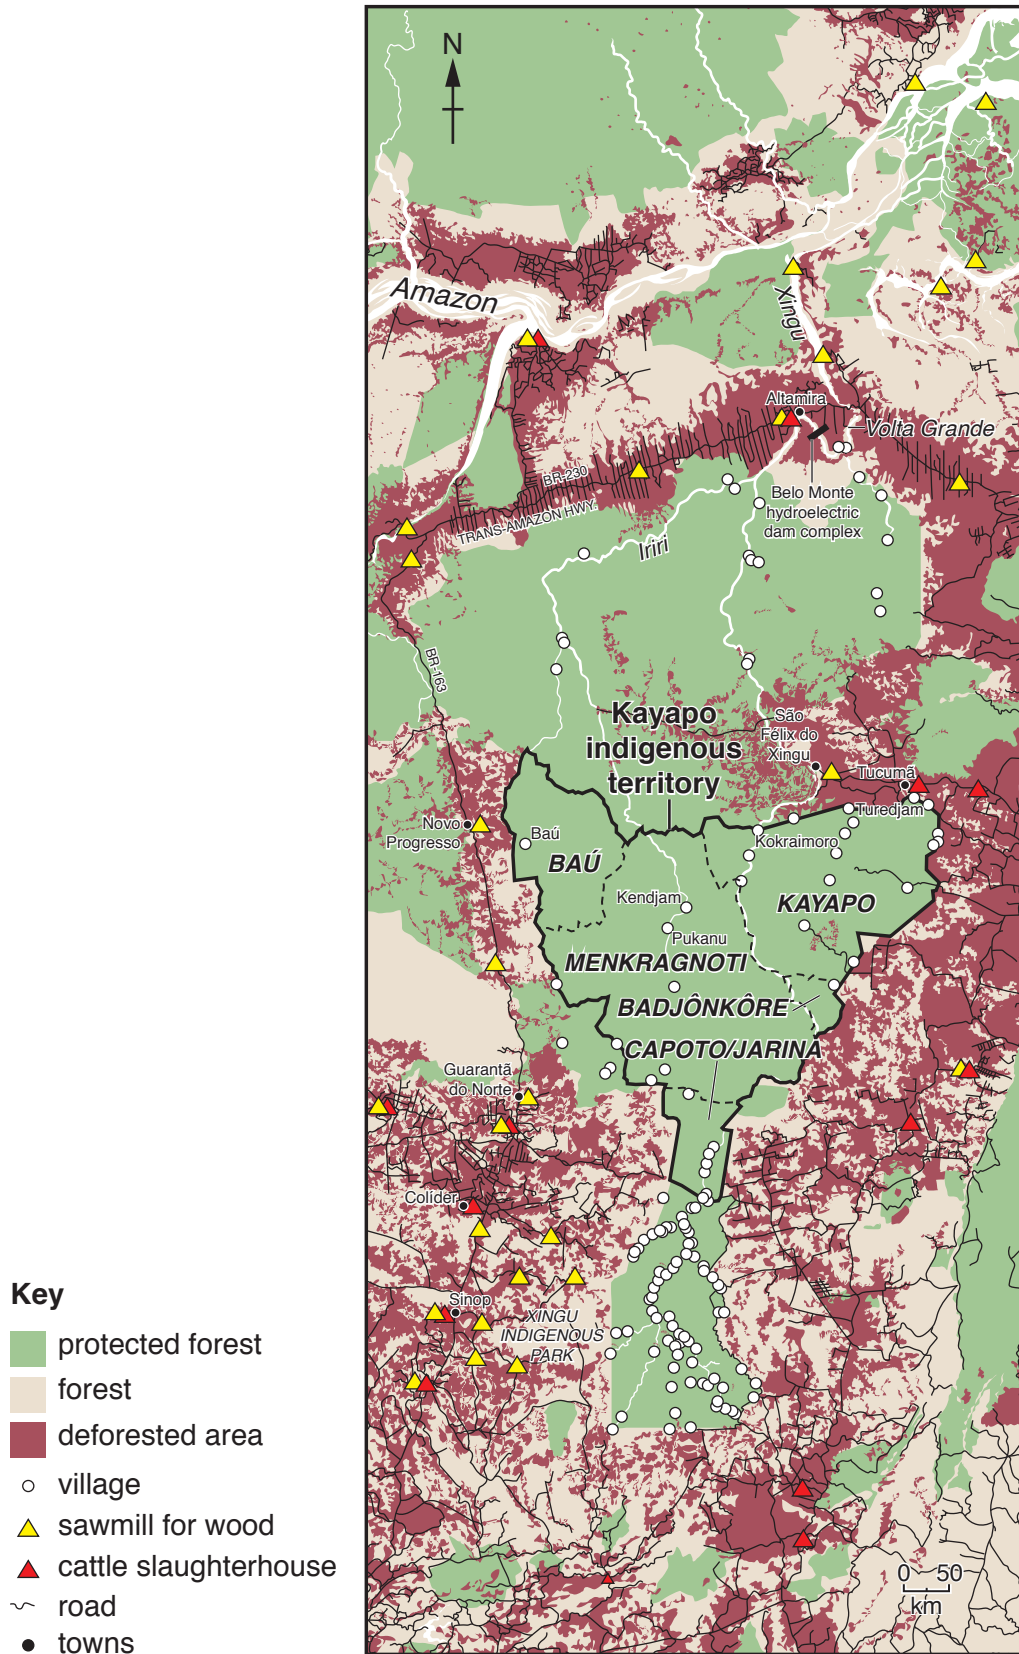 N
Amazon
Xingu
Altamira
Volta Grande
BR-230
TRANS-AMAZON HWY.
Belo Monte
hydroelectric
dam complex
Iriri
BR-163
Kayapo
indigenous
territory
São
Félix do
Xingu
Tucumã
Turedjam
Novo
Progresso
Baú
BAÚ
Kokraimoro
KAYAPO
Kendjam
Pukanu
MENKRAGNOTI
BADJÔNKÔRE
CAPOTO/JARINA
Guarantã
do Norte
Colíder
Sinop
XINGU
INDIGENOUS
PARK
Key
protected forest
forest
deforested area
village
sawmill for wood
cattle slaughterhouse
road
towns
0 50
km